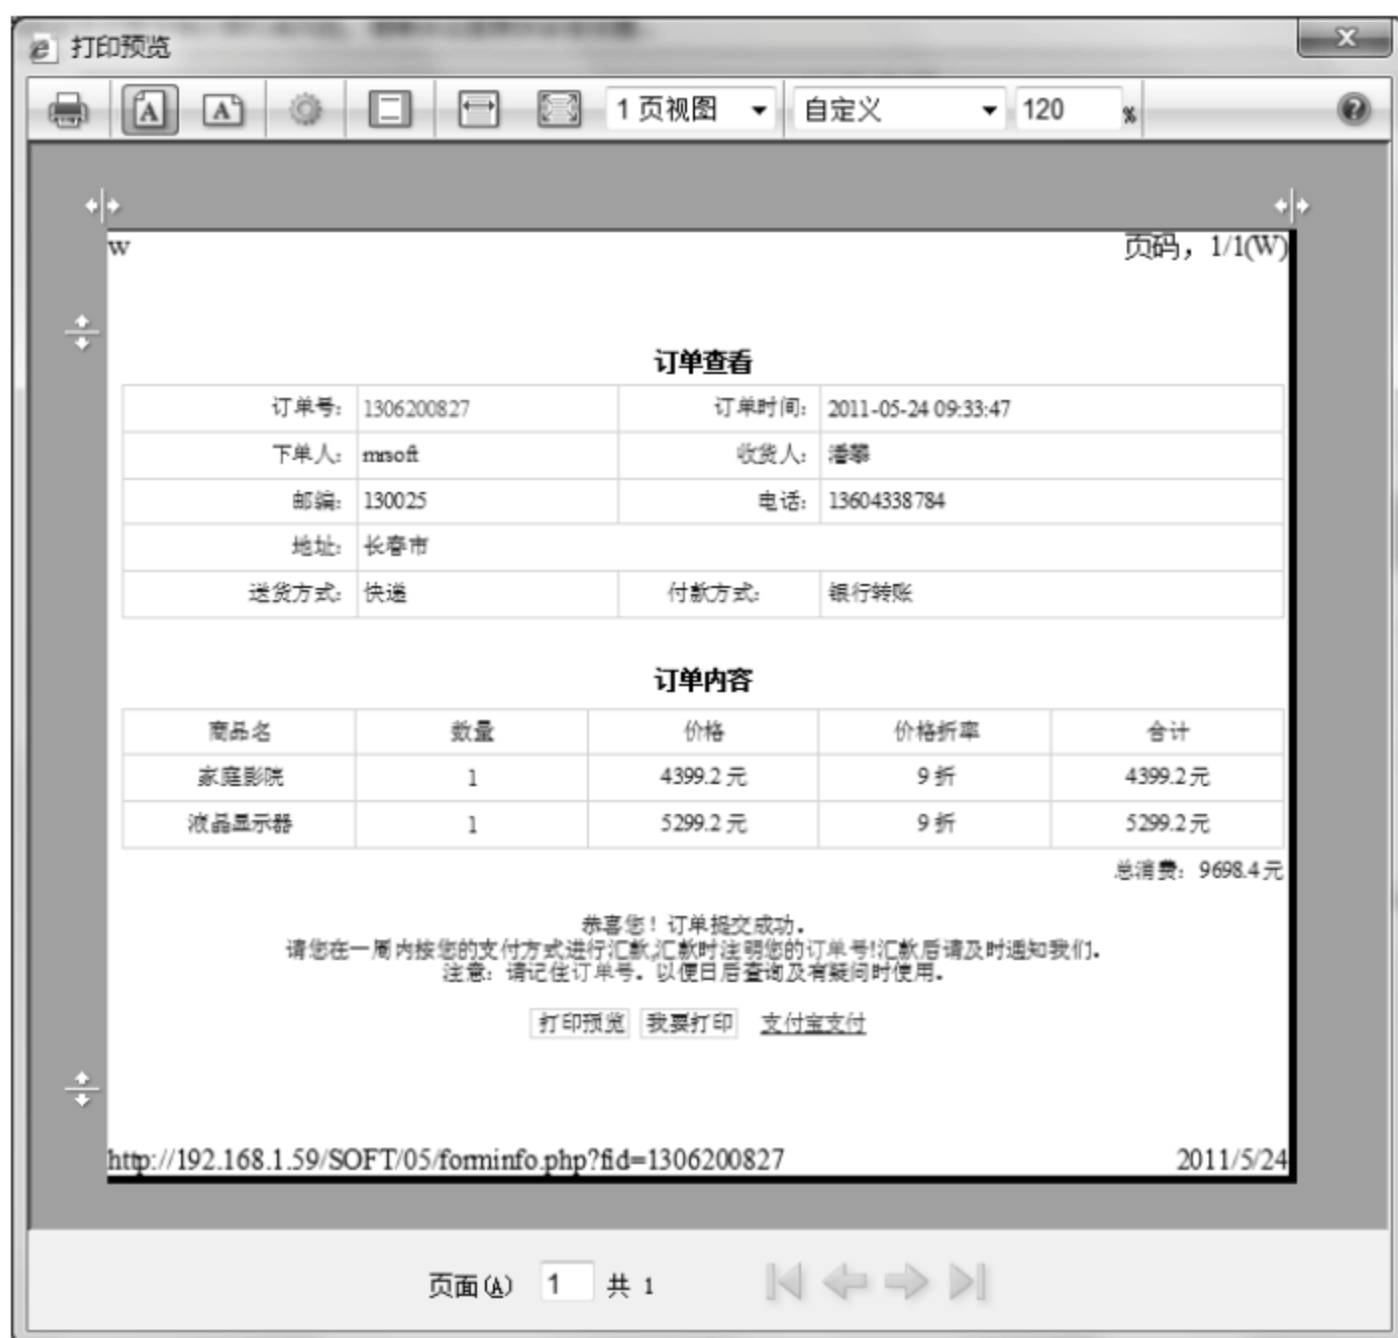 打印预览
1 页视图 自定义 120 %
w 页码，1/1(W)
订单查看
订单号： 1306200827 订单时间： 2011-05-24 09:33:47
下单人： mrsoft 收货人： 潘攀
邮编： 130025 电话： 13604338784
地址： 长春市
送货方式： 快递 付款方式： 银行转账
订单内容
商品名 数量 价格 价格折率 合计
家庭影院 1 4399.2 元 9 折 4399.2 元
液晶显示器 1 5299.2 元 9 折 5299.2 元
总消费：9698.4 元
恭喜您！订单提交成功。
请您在一周内按您的支付方式进行汇款,汇款时注明您的订单号!汇款后请及时通知我们。
注意：请记住订单号。以便日后查询及有疑问时使用。
打印预览 我要打印 支付宝支付
http://192.168.1.59/SOFT/05/forminfo.php?fid=1306200827 2011/5/24
页面(A) 1 共 1